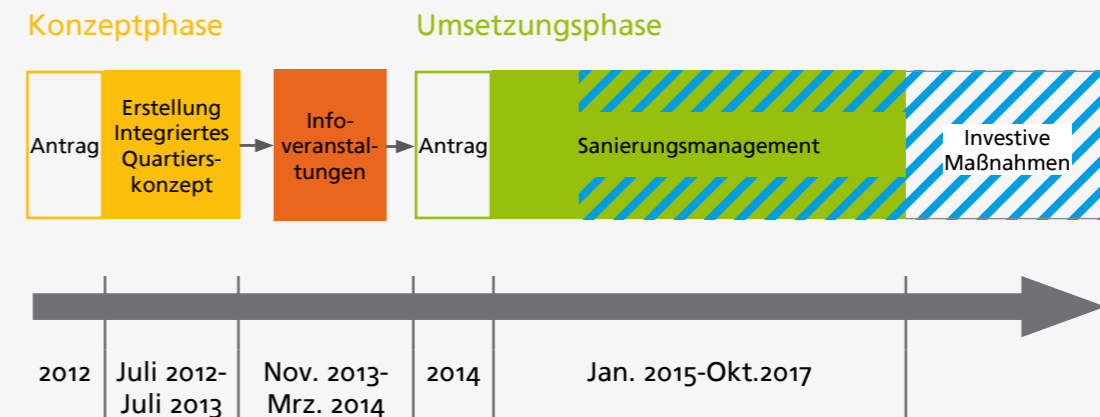 Konzeptphase
Umsetzungsphase
Antrag
Erstellung
Integriertes
Quartiers-
konzept
Info-
veranstal-
tungen
Antrag
Sanierungsmanagement
Investive
Maßnahmen
2012
Juli 2012-
Juli 2013
Nov. 2013-
Mrz. 2014
2014
Jan. 2015-Okt.2017